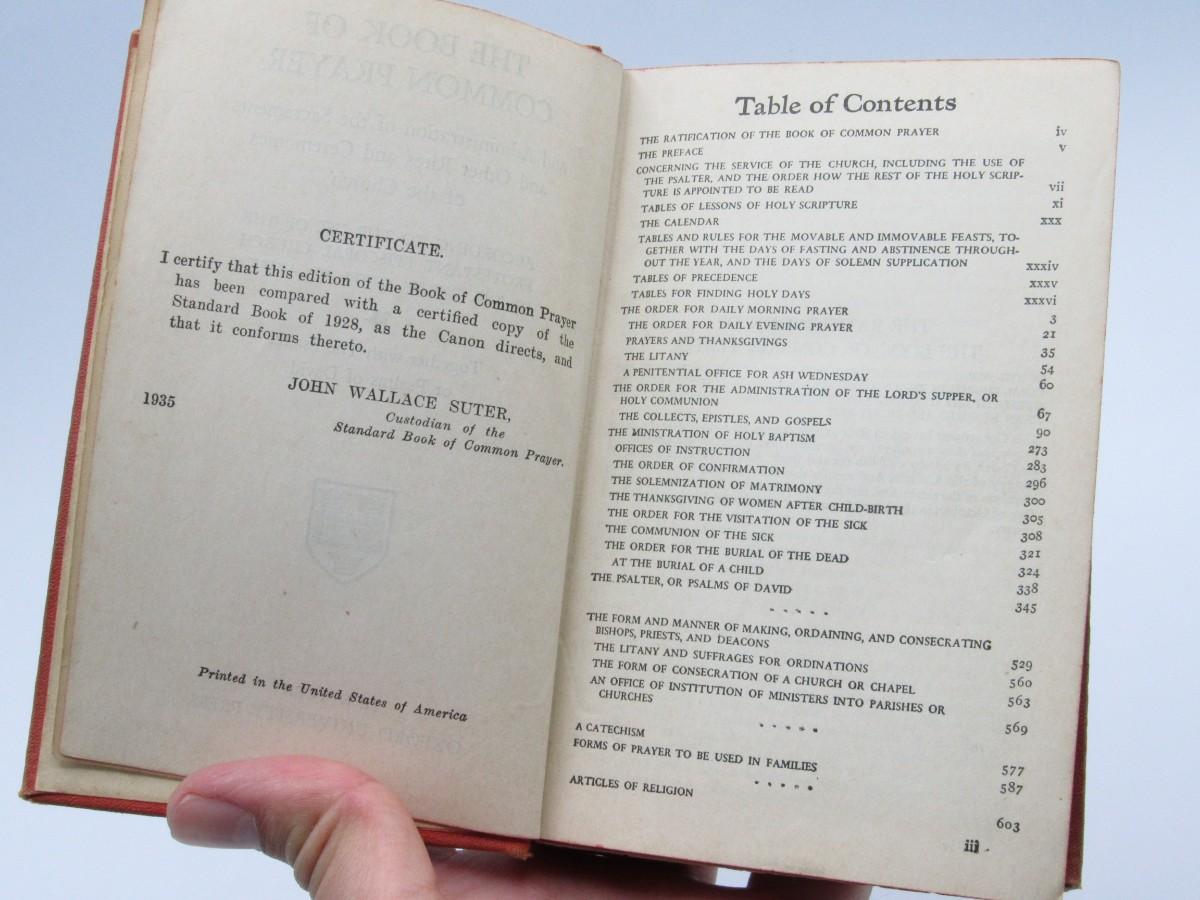 CERTIFICATE.
I certify that this edition of the Book of Common Prayer
has been compared with a certified copy of the
Standard Book of 1928, as the Canon directs, and
that it conforms thereto.
JOHN WALLACE SUTER,
1935
Custodian of the
Standard Book of Common Prayer.
Printed in the United States of America
Table of Contents
THE RATIFICATION OF THE BOOK OF COMMON PRAYER iv
THE PREFACE v
CONCERNING THE SERVICE OF THE CHURCH, INCLUDING THE USE OF
THE PSALTER, AND THE ORDER HOW THE REST OF THE HOLY SCRIP-
TURE IS APPOINTED TO BE READ vii
TABLES OF LESSONS OF HOLY SCRIPTURE xi
THE CALENDAR xxx
TABLES AND RULES FOR THE MOVABLE AND IMMOVABLE FEASTS, TO-
GETHER WITH THE DAYS OF FASTING AND ABSTINENCE THROUGH-
OUT THE YEAR, AND THE DAYS OF SOLEMN SUPPLICATION xxxiv
TABLES OF PRECEDENCE xxxv
TABLES FOR FINDING HOLY DAYS xxxvi
THE ORDER FOR DAILY MORNING PRAYER 3
THE ORDER FOR DAILY EVENING PRAYER 21
PRAYERS AND THANKSGIVINGS 35
THE LITANY 54
A PENITENTIAL OFFICE FOR ASH WEDNESDAY 60
THE ORDER FOR THE ADMINISTRATION OF THE LORD'S SUPPER, OR
HOLY COMMUNION 67
THE COLLECTS, EPISTLES, AND GOSPELS 90
THE MINISTRATION OF HOLY BAPTISM 273
OFFICES OF INSTRUCTION 283
THE ORDER OF CONFIRMATION 296
THE SOLEMNIZATION OF MATRIMONY 300
THE THANKSGIVING OF WOMEN AFTER CHILD-BIRTH 305
THE ORDER FOR THE VISITATION OF THE SICK 308
THE COMMUNION OF THE SICK 321
THE ORDER FOR THE BURIAL OF THE DEAD 324
AT THE BURIAL OF A CHILD 338
THE PSALTER, OR PSALMS OF DAVID 345
THE FORM AND MANNER OF MAKING, ORDAINING, AND CONSECRATING
BISHOPS, PRIESTS, AND DEACONS 529
THE LITANY AND SUFFRAGES FOR ORDINATIONS 560
THE FORM OF CONSECRATION OF A CHURCH OR CHAPEL 563
AN OFFICE OF INSTITUTION OF MINISTERS INTO PARISHES OR
CHURCHES 569
A CATECHISM 577
FORMS OF PRAYER TO BE USED IN FAMILIES 587
ARTICLES OF RELIGION 603
iii